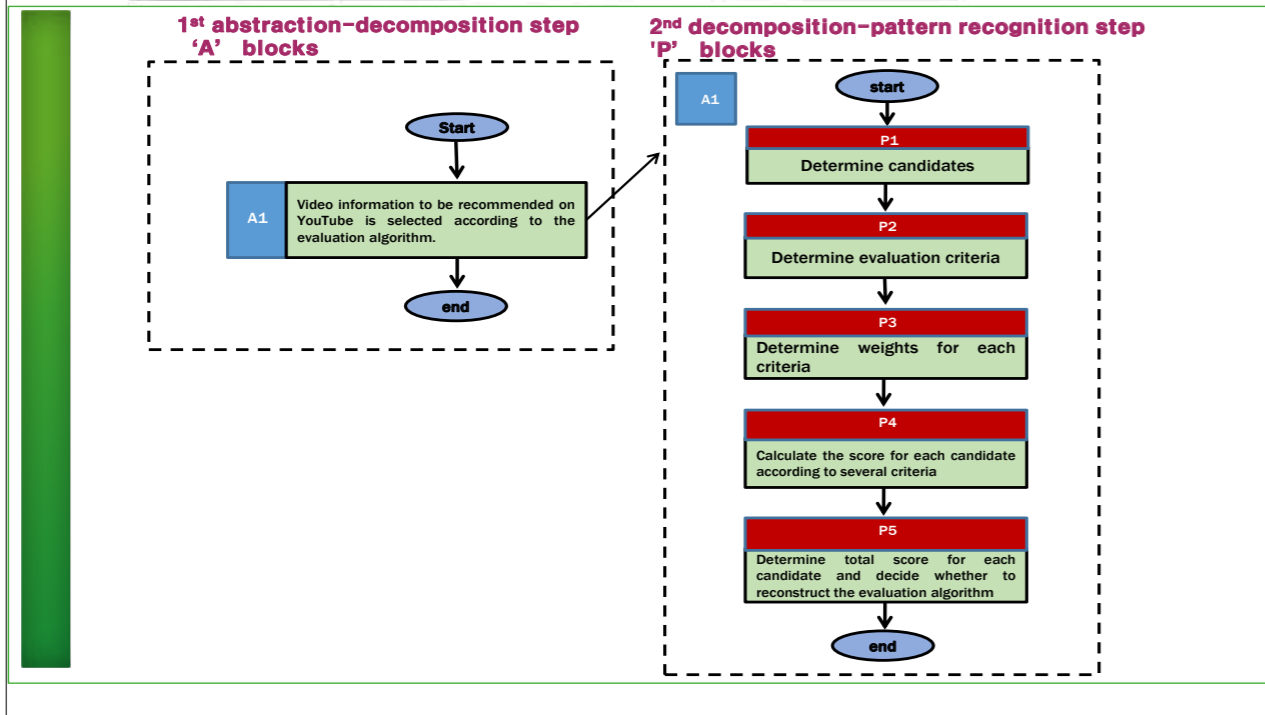 1st abstraction-decomposition step
‘A’ blocks
Start
A1
Video information to be recommended on
YouTube is selected according to the
evaluation algorithm.
end
2nd decomposition-pattern recognition step
'P' blocks
A1
start
P1
Determine candidates
P2
Determine evaluation criteria
P3
Determine weights for each
criteria
P4
Calculate the score for each candidate
according to several criteria
P5
Determine total score for each
candidate and decide whether to
reconstruct the evaluation algorithm
end